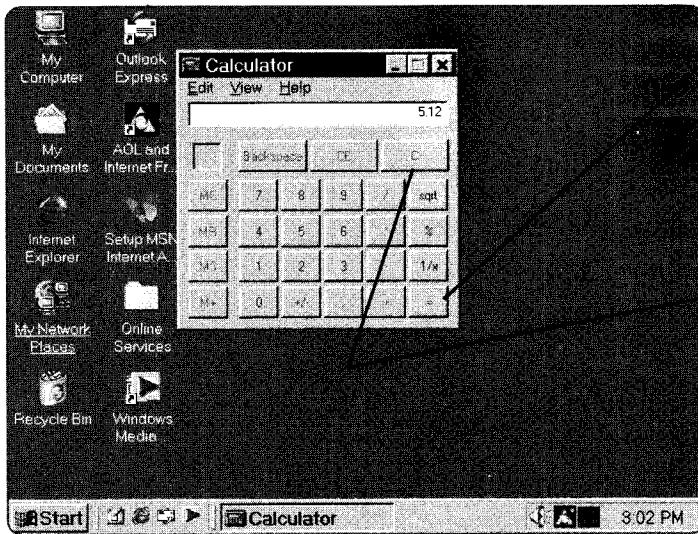 My
Computer
Outlook
Express
My
Documents
AOL and
Internet Fr...
Internet
Explorer
Setup MSN
Internet A...
My Network
Places
Online
Services
Recycle Bin
Windows
Media
Calculator
Edit View Help
5.12
Backspace CE C
MC 7 8 9 / sqrt
MR 4 5 6 %
MS 1 2 3 1/x
M+ 0 +/- . + =
Start Calculator 3:02 PM